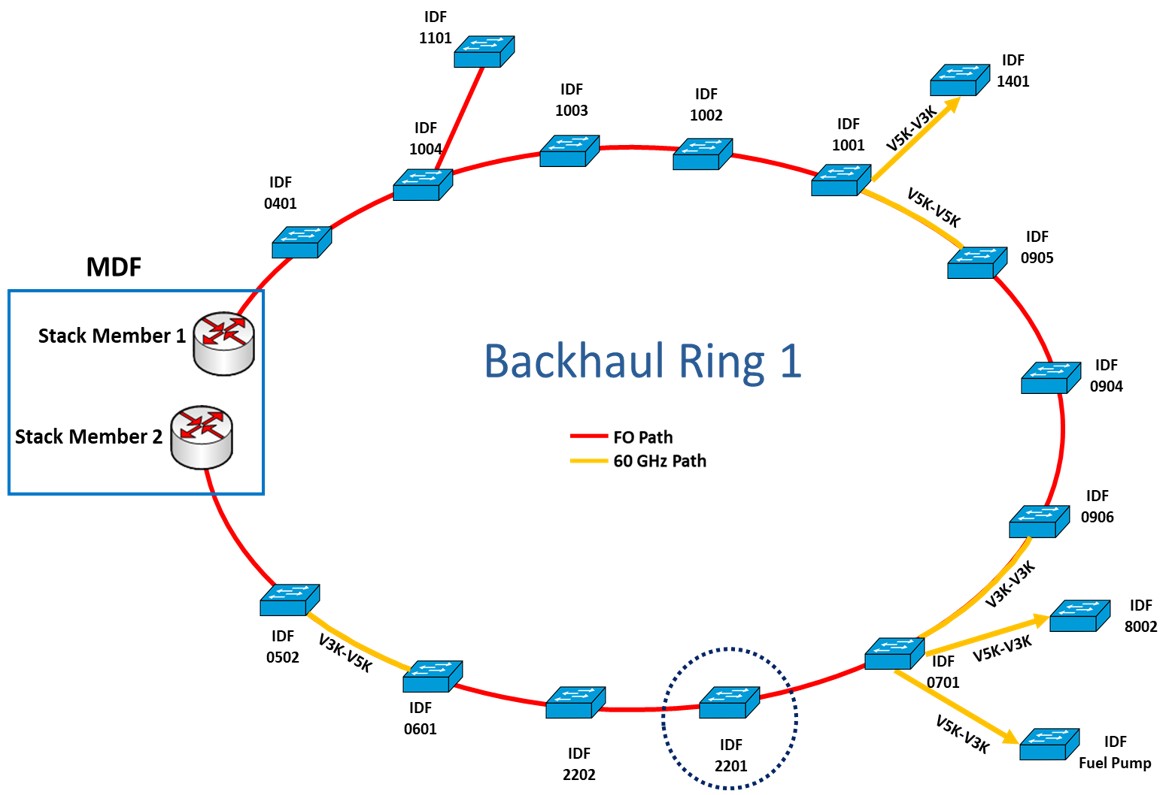 IDF
1101
IDF
1401
IDF
1003
IDF
1002
IDF
1004
IDF
1001
V5K-V3K
IDF
0401
V5K-V5K
IDF
0905
MDF
Stack Member 1
Backhaul Ring 1
IDF
0904
Stack Member 2
FO Path
60 GHz Path
IDF
0906
V3K-V3K
IDF
8002
V5K-V3K
IDF
0502
V3K-V5K
IDF
0701
IDF
0601
V5K-V3K
IDF
2202
IDF
2201
IDF
Fuel Pump